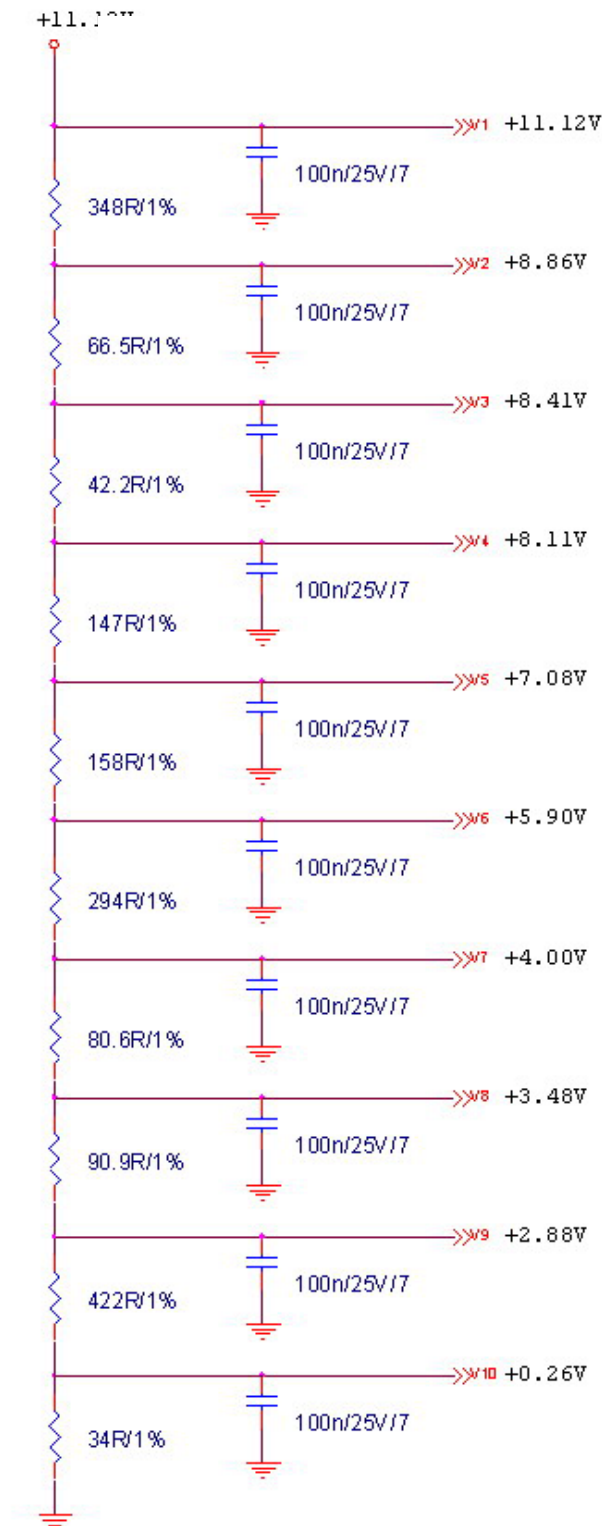 V1 +11.12V
100n/25V/7
348R/1%
V2 +8.86V
100n/25V/7
66.5R/1%
V3 +8.41V
100n/25V/7
42.2R/1%
V4 +8.11V
100n/25V/7
147R/1%
V5 +7.08V
100n/25V/7
158R/1%
V6 +5.90V
100n/25V/7
294R/1%
V7 +4.00V
100n/25V/7
80.6R/1%
V8 +3.48V
100n/25V/7
90.9R/1%
V9 +2.88V
100n/25V/7
422R/1%
V10 +0.26V
100n/25V/7
34R/1%